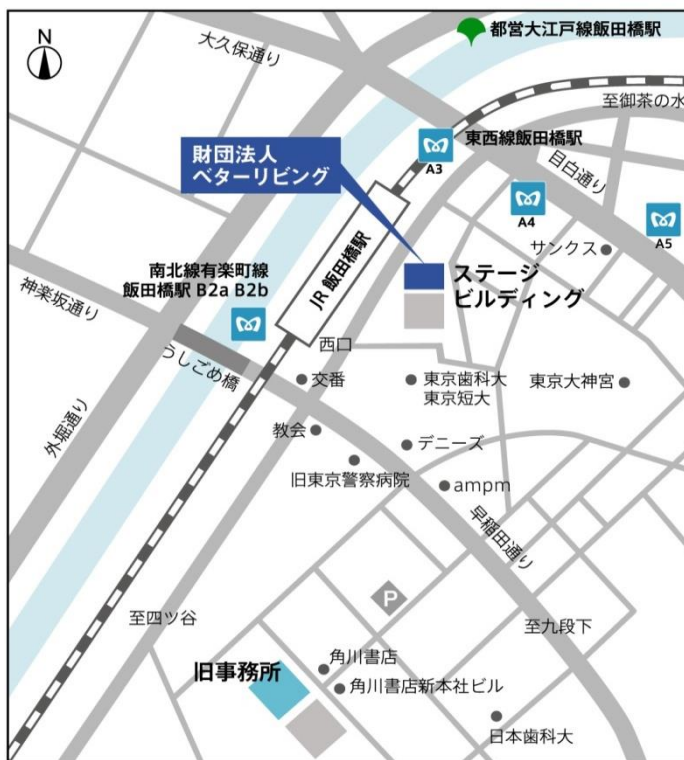 N
大久保通り
都営大江戸線飯田橋駅
至御茶の水
東西線飯田橋駅
A3
目白通り
A4
A5
サンクス
財団法人
ベターリビング
JR 飯田橋駅
ステージ
ビルディング
南北線有楽町線
飯田橋駅 B2a B2b
神楽坂通り
うしごめ橋
外堀通り
西口
交番
東京歯科大
東京短大
東京大神宮
教会
デニーズ
旧東京警察病院
ampm
早稲田通り
P
至四ツ谷
至九段下
旧事務所
角川書店
角川書店新本社ビル
日本歯科大